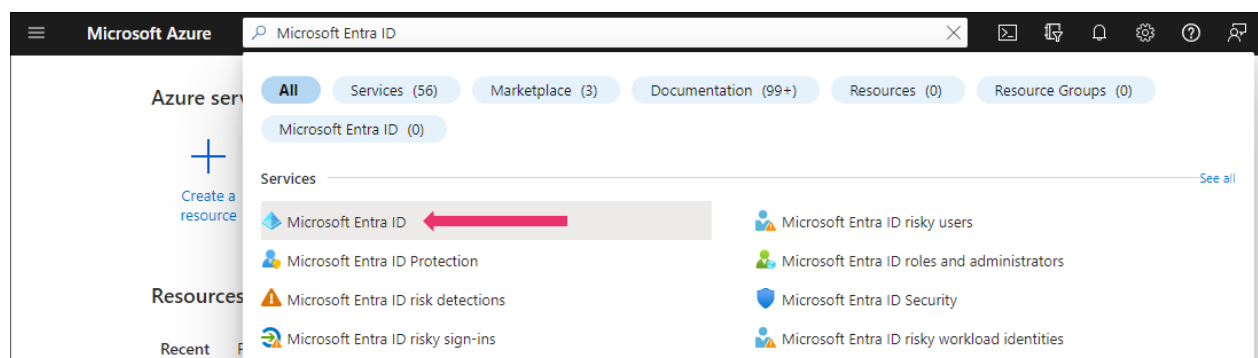 Microsoft Azure Microsoft Entra ID
Azure serv
All Services (56) Marketplace (3) Documentation (99+) Resources (0) Resource Groups (0)
Microsoft Entra ID (0)
Create a
resource
Services See all
Microsoft Entra ID Microsoft Entra ID risky users
Microsoft Entra ID Protection Microsoft Entra ID roles and administrators
Resources
Microsoft Entra ID risk detections Microsoft Entra ID Security
Recent
Microsoft Entra ID risky sign-ins Microsoft Entra ID risky workload identities